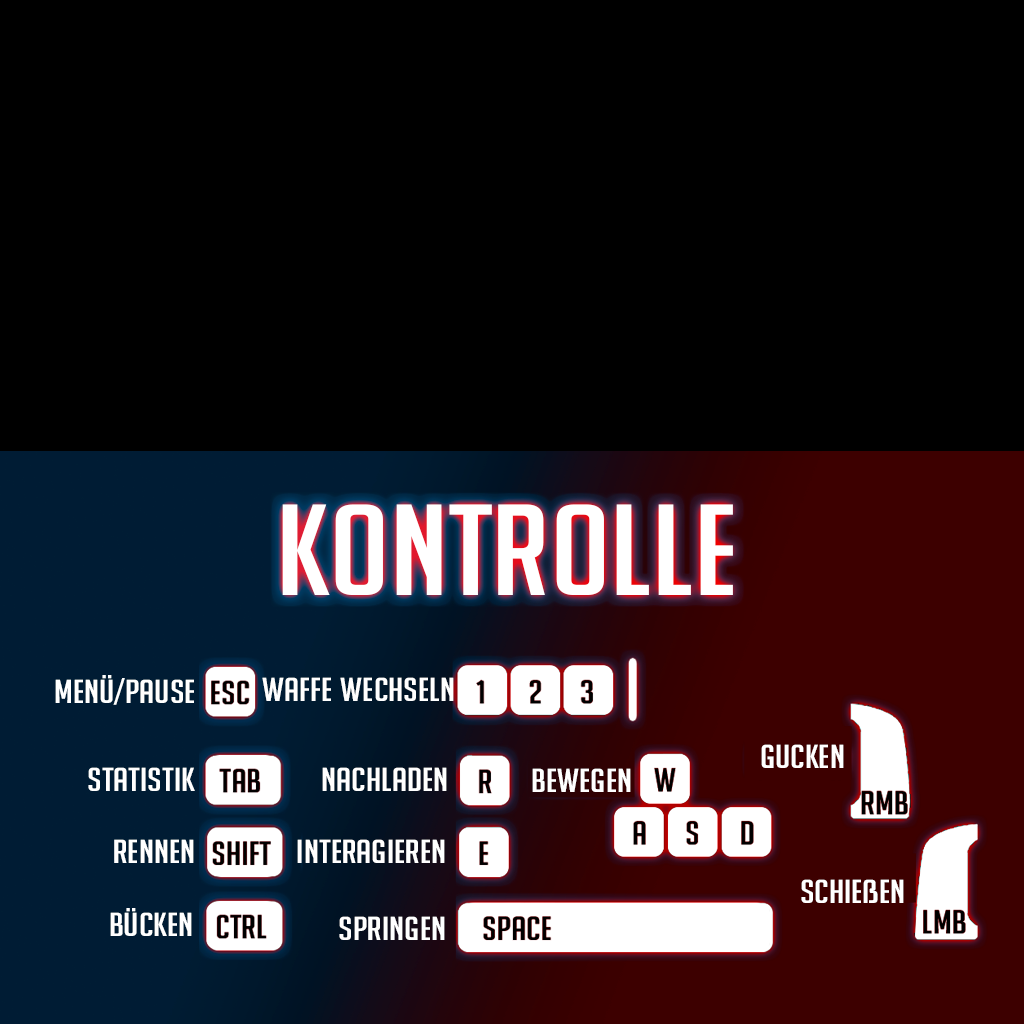 KONTROLLE
MENÜ/PAUSE ESC WAFFE WECHSELN 1 2 3
STATISTIK TAB NACHLADEN R BEWEGEN W
A S D
RENNEN SHIFT INTERAGIEREN E
BÜCKEN CTRL SPRINGEN SPACE
GUCKEN RMB
SCHIEßEN LMB